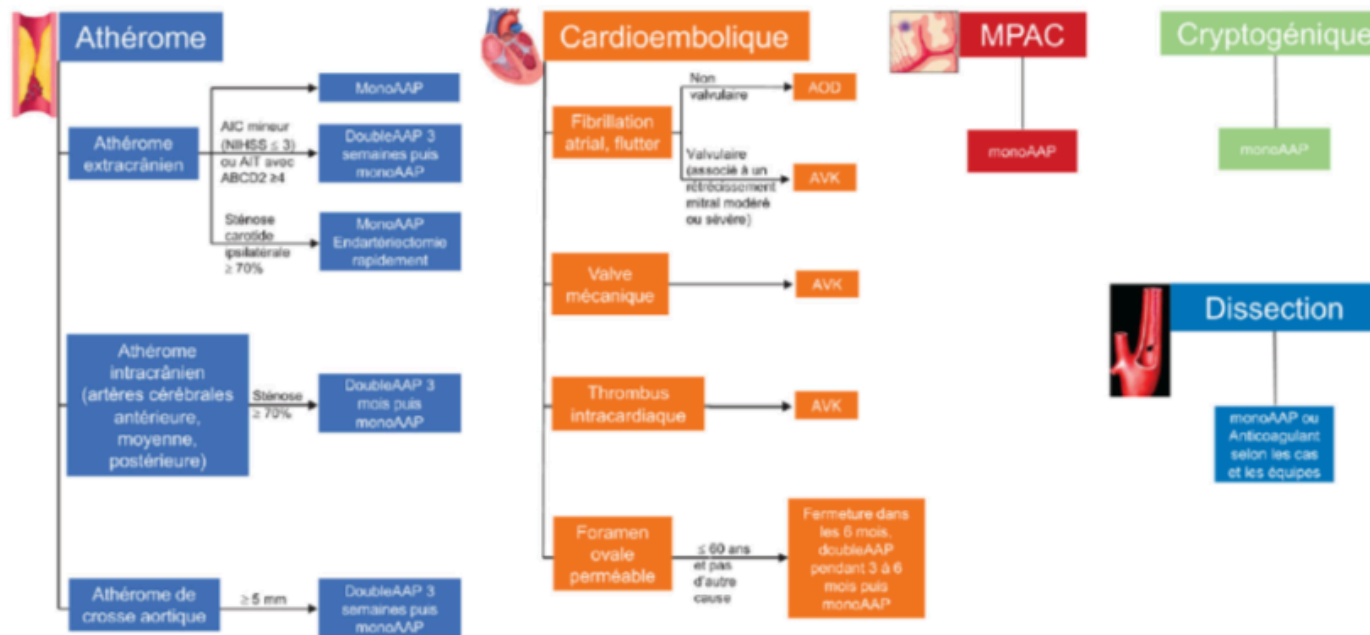 Athérome
MonoAAP
Athérome
extracrânien
AIC mineur
(NIHSS ≤ 3)
ou AIT avec
ABCD2 ≥4
DoubleAAP 3
semaines puis
monoAAP
Sténose
carotide
ipsilatérale
≥ 70%
MonoAAP
Endartériectomie
rapidement
Athérome
intracrânien
(artères cérébrales
antérieure,
moyenne,
postérieure)
Sténose
≥ 70%
DoubleAAP 3
mois puis
monoAAP
Athérome de
crosse aortique
≥ 5 mm
DoubleAAP 3
semaines puis
monoAAP
Cardioembolique
Fibrillation
atrial, flutter
Non
valvulaire
AOD
Valvulaire
(associé à un
rétrécissement
mitral modéré
ou sévère)
AVK
Valve
mécanique
AVK
Thrombus
intracardiaque
AVK
Foramen
ovale
perméable
≤ 60 ans
et pas
d'autre
cause
Fermeture dans
les 6 mois,
doubleAAP
pendant 3 à 6
mois puis
monoAAP
MPAC
monoAAP
Cryptogénique
monoAAP
Dissection
monoAAP ou
Anticoagulant
selon les cas
et les équipes